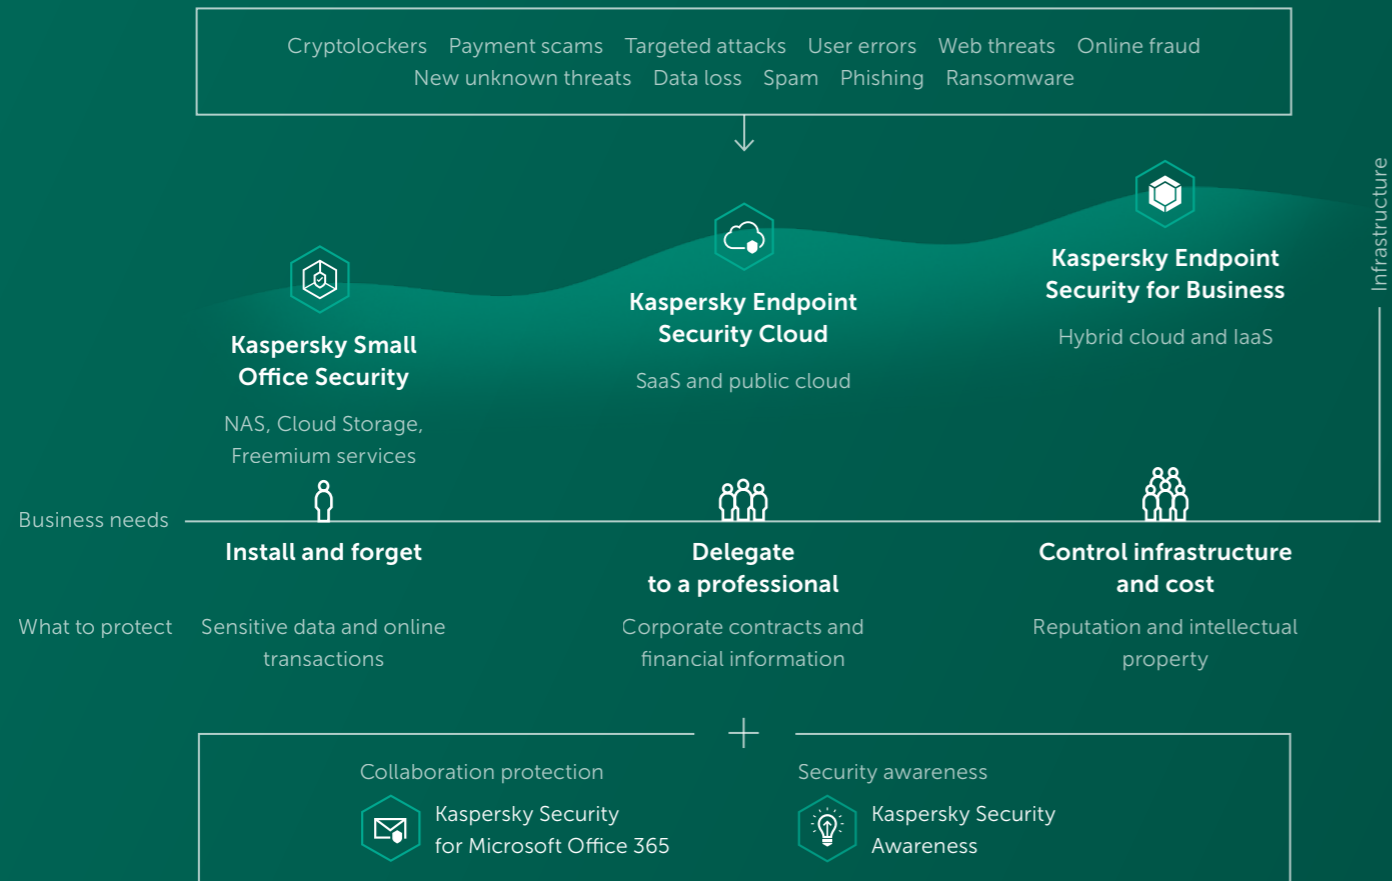 Cryptolockers Payment scams Targeted attacks User errors Web threats Online fraud
New unknown threats Data loss Spam Phishing Ransomware
Infrastructure
Kaspersky Small
Office Security
NAS, Cloud Storage,
Freemium services
Kaspersky Endpoint
Security Cloud
SaaS and public cloud
Kaspersky Endpoint
Security for Business
Hybrid cloud and IaaS
Business needs
Install and forget
Delegate
to a professional
Control infrastructure
and cost
What to protect
Sensitive data and online
transactions
Corporate contracts and
financial information
Reputation and intellectual
property
Collaboration protection
Kaspersky Security
for Microsoft Office 365
Security awareness
Kaspersky Security
Awareness